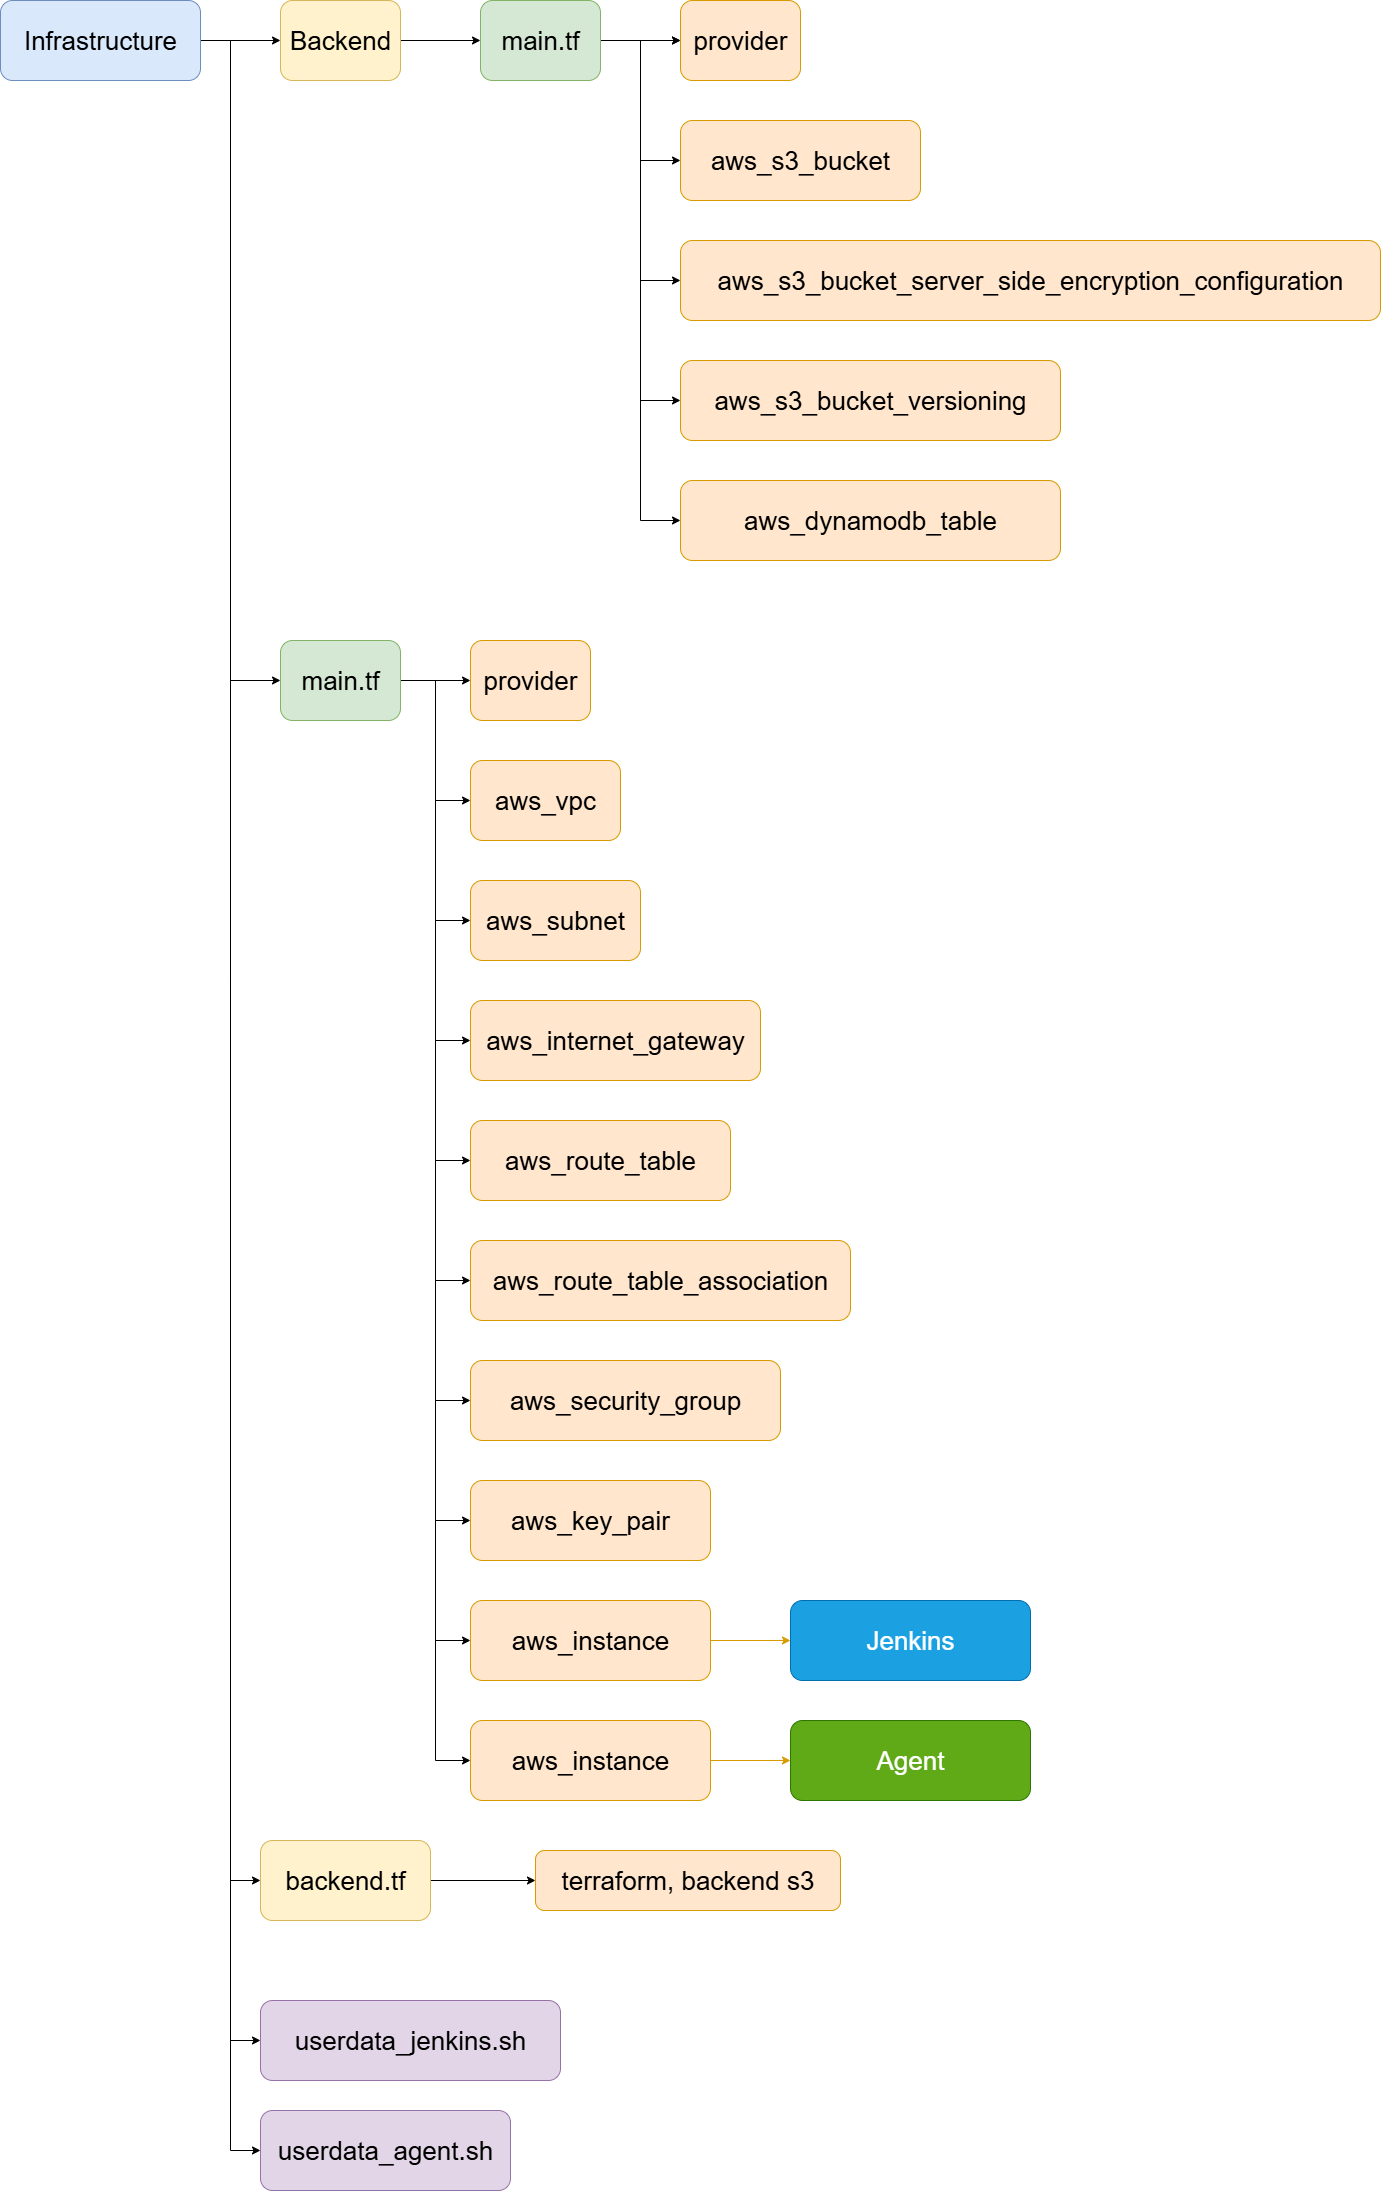 Infrastructure
Backend
main.tf
provider
aws_s3_bucket
aws_s3_bucket_server_side_encryption_configuration
aws_s3_bucket_versioning
aws_dynamodb_table
main.tf
provider
aws_vpc
aws_subnet
aws_internet_gateway
aws_route_table
aws_route_table_association
aws_security_group
aws_key_pair
aws_instance
Jenkins
aws_instance
Agent
backend.tf
terraform, backend s3
userdata_jenkins.sh
userdata_agent.sh